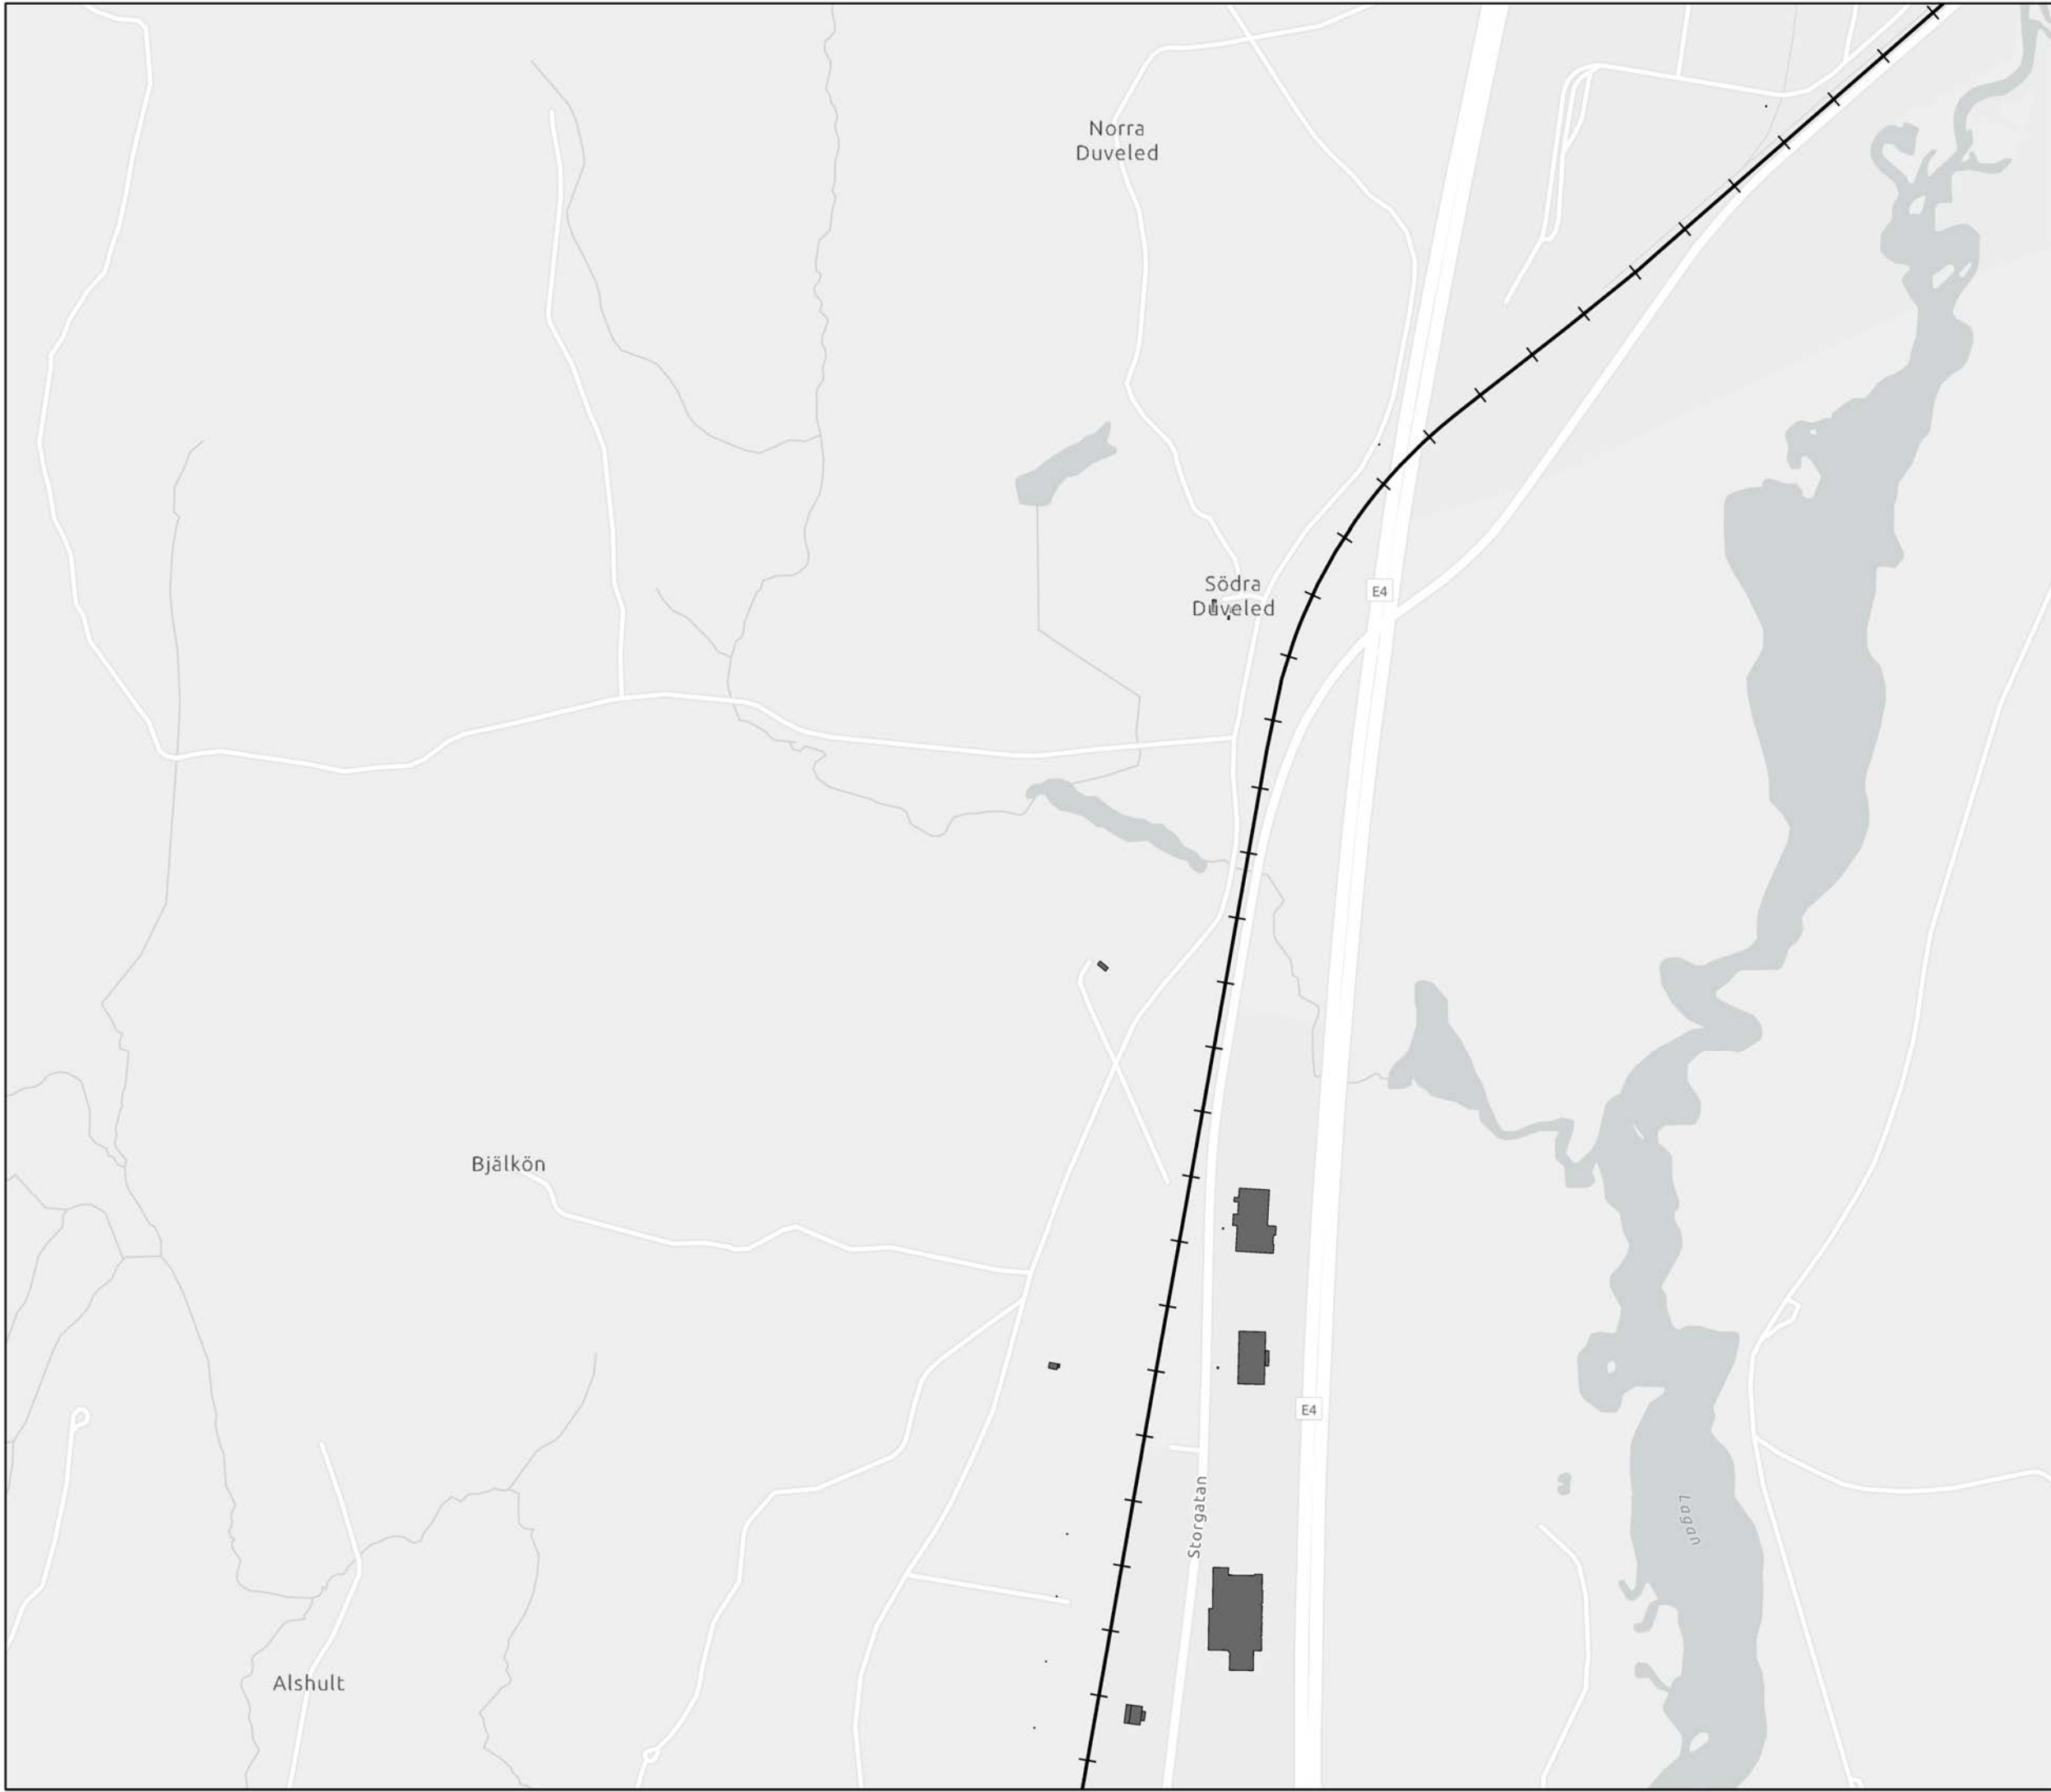 Norra
Duveled
Södra
Duveled
E4
Bjälkön
E4
Storgatan
Lagan
Alshult